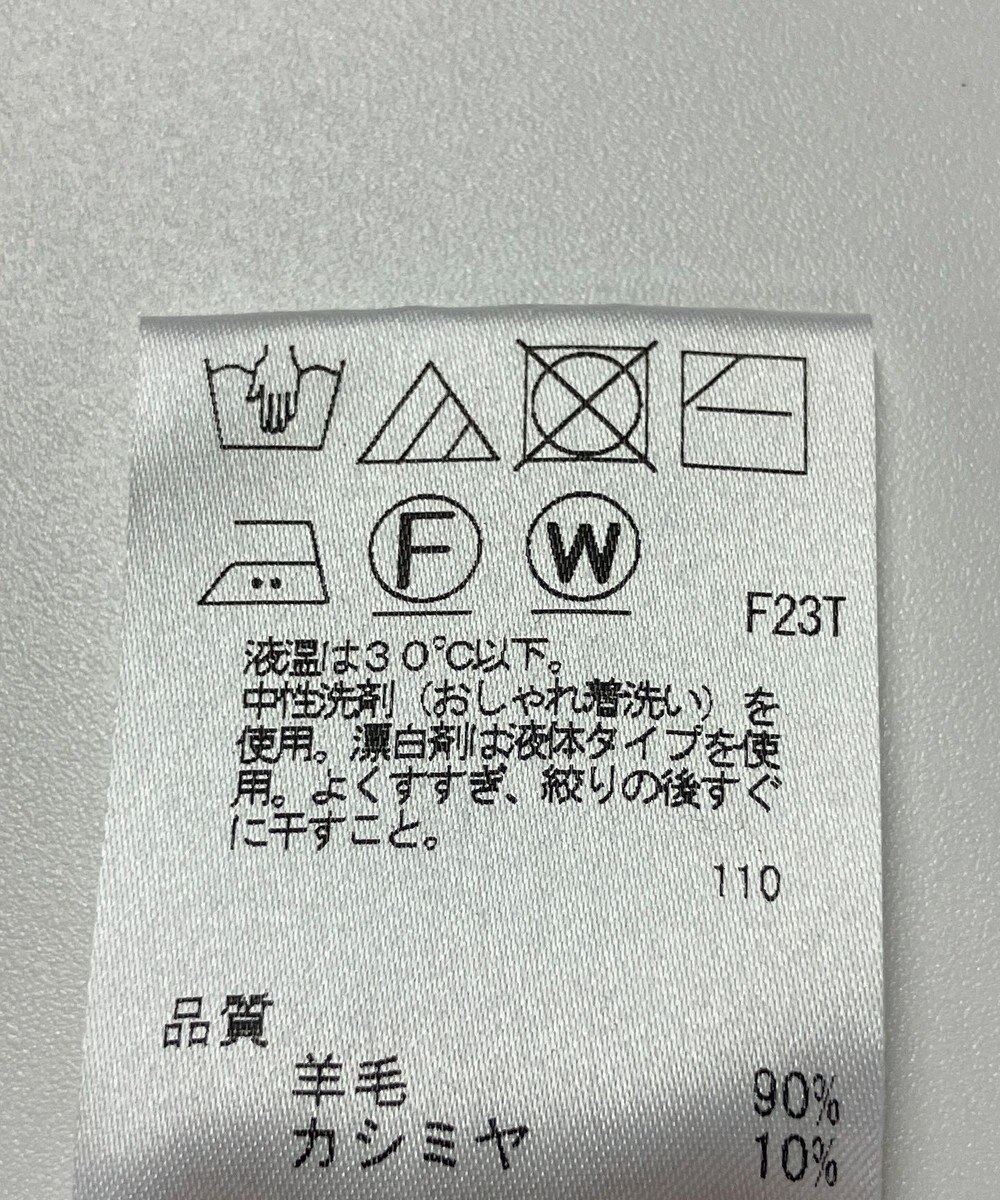 F W
F23T
液温は30℃以下。
中性洗剤（おしゃれ着洗い）を
使用。漂白剤は液体タイプを使
用。よくすすぎ、絞りの後すぐ
に干すこと。
110
品質
羊毛 90%
カシミヤ 10%